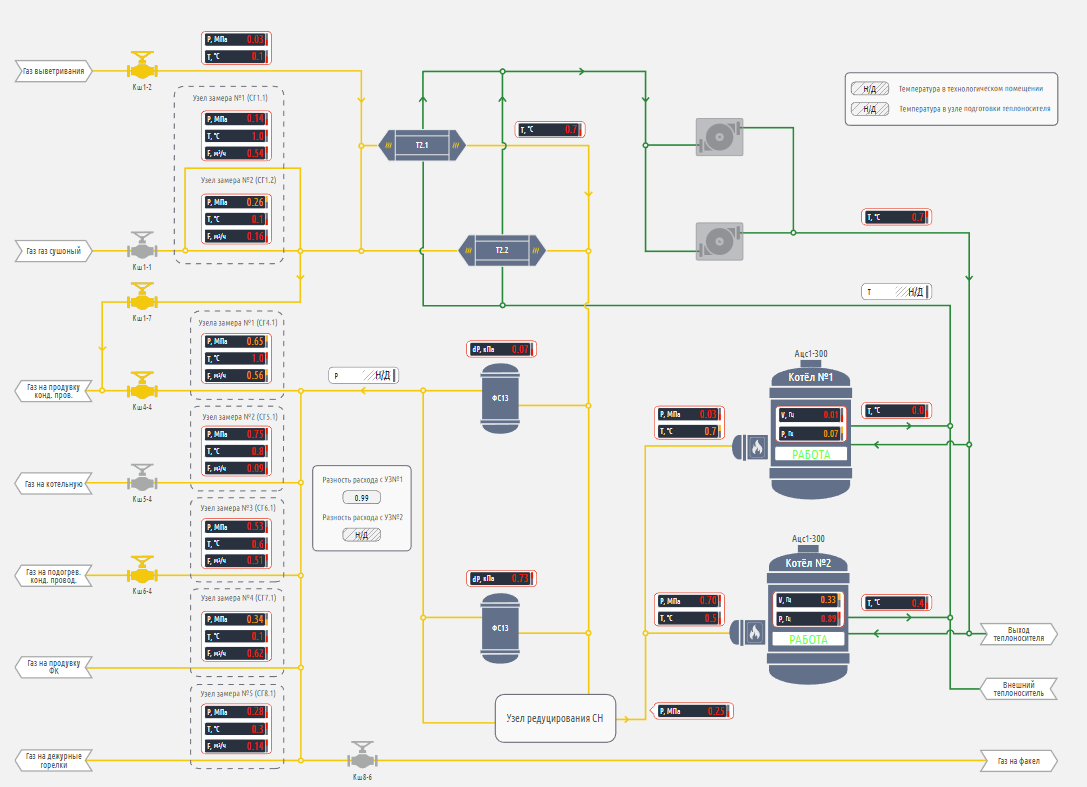 P, МПа 0.03
T, °C 0.1
Газ выветривания
Кш1-2
Узел замера №1 (СГ1.1)
P, МПа 0.14
T, °C 1.0
F, м³/ч 0.54
Узел замера №2 (СГ1.2)
P, МПа 0.26
T, °C 0.1
F, м³/ч 0.16
Газ газ сушоный
Кш1-1
Кш1-7
T2.1
T, °C 0.7
T2.2
Н/Д Температура в технологическом помещении
Н/Д Температура в узле подготовки теплоносителя
T, °C 0.7
T Н/Д
Узела замера №1 (СГ4.1)
P, МПа 0.65
T, °C 1.0
F, м³/ч 0.56
Газ на продувку
конд. пров.
Кш4-4
P Н/Д
dP, кПа 0.07
ФС13
Узел замера №2 (СГ5.1)
P, МПа 0.75
T, °C 0.8
F, м³/ч 0.09
Газ на котельную
Кш5-4
Разность расхода с УЗ№1
0.99
Разность расхода с УЗ№2
Н/Д
Узел замера №3 (СГ6.1)
P, МПа 0.53
T, °C 0.6
F, м³/ч 0.51
Газ на подогрев.
конд. провод.
Кш6-4
dP, кПа 0.73
ФС13
Узел замера №4 (СГ7.1)
P, МПа 0.34
T, °C 0.1
F, м³/ч 0.62
Газ на продувку
ФК
Узел замера №5 (СГ8.1)
P, МПа 0.28
T, °C 0.3
F, м³/ч 0.14
Газ на дежурные
горелки
Кш8-6
Узел редуцирования СН
P, МПа 0.25
Ацс1-300
Котёл №1
P, МПа 0.03
T, °C 0.7
V, Гц 0.01
P, Гц 0.07
РАБОТА
T, °C 0.0
Ацс1-300
Котёл №2
P, МПа 0.70
T, °C 0.5
V, Гц 0.33
P, Гц 0.89
РАБОТА
T, °C 0.4
Выход
теплоносителя
Внешний
теплоноситель
Газ на факел